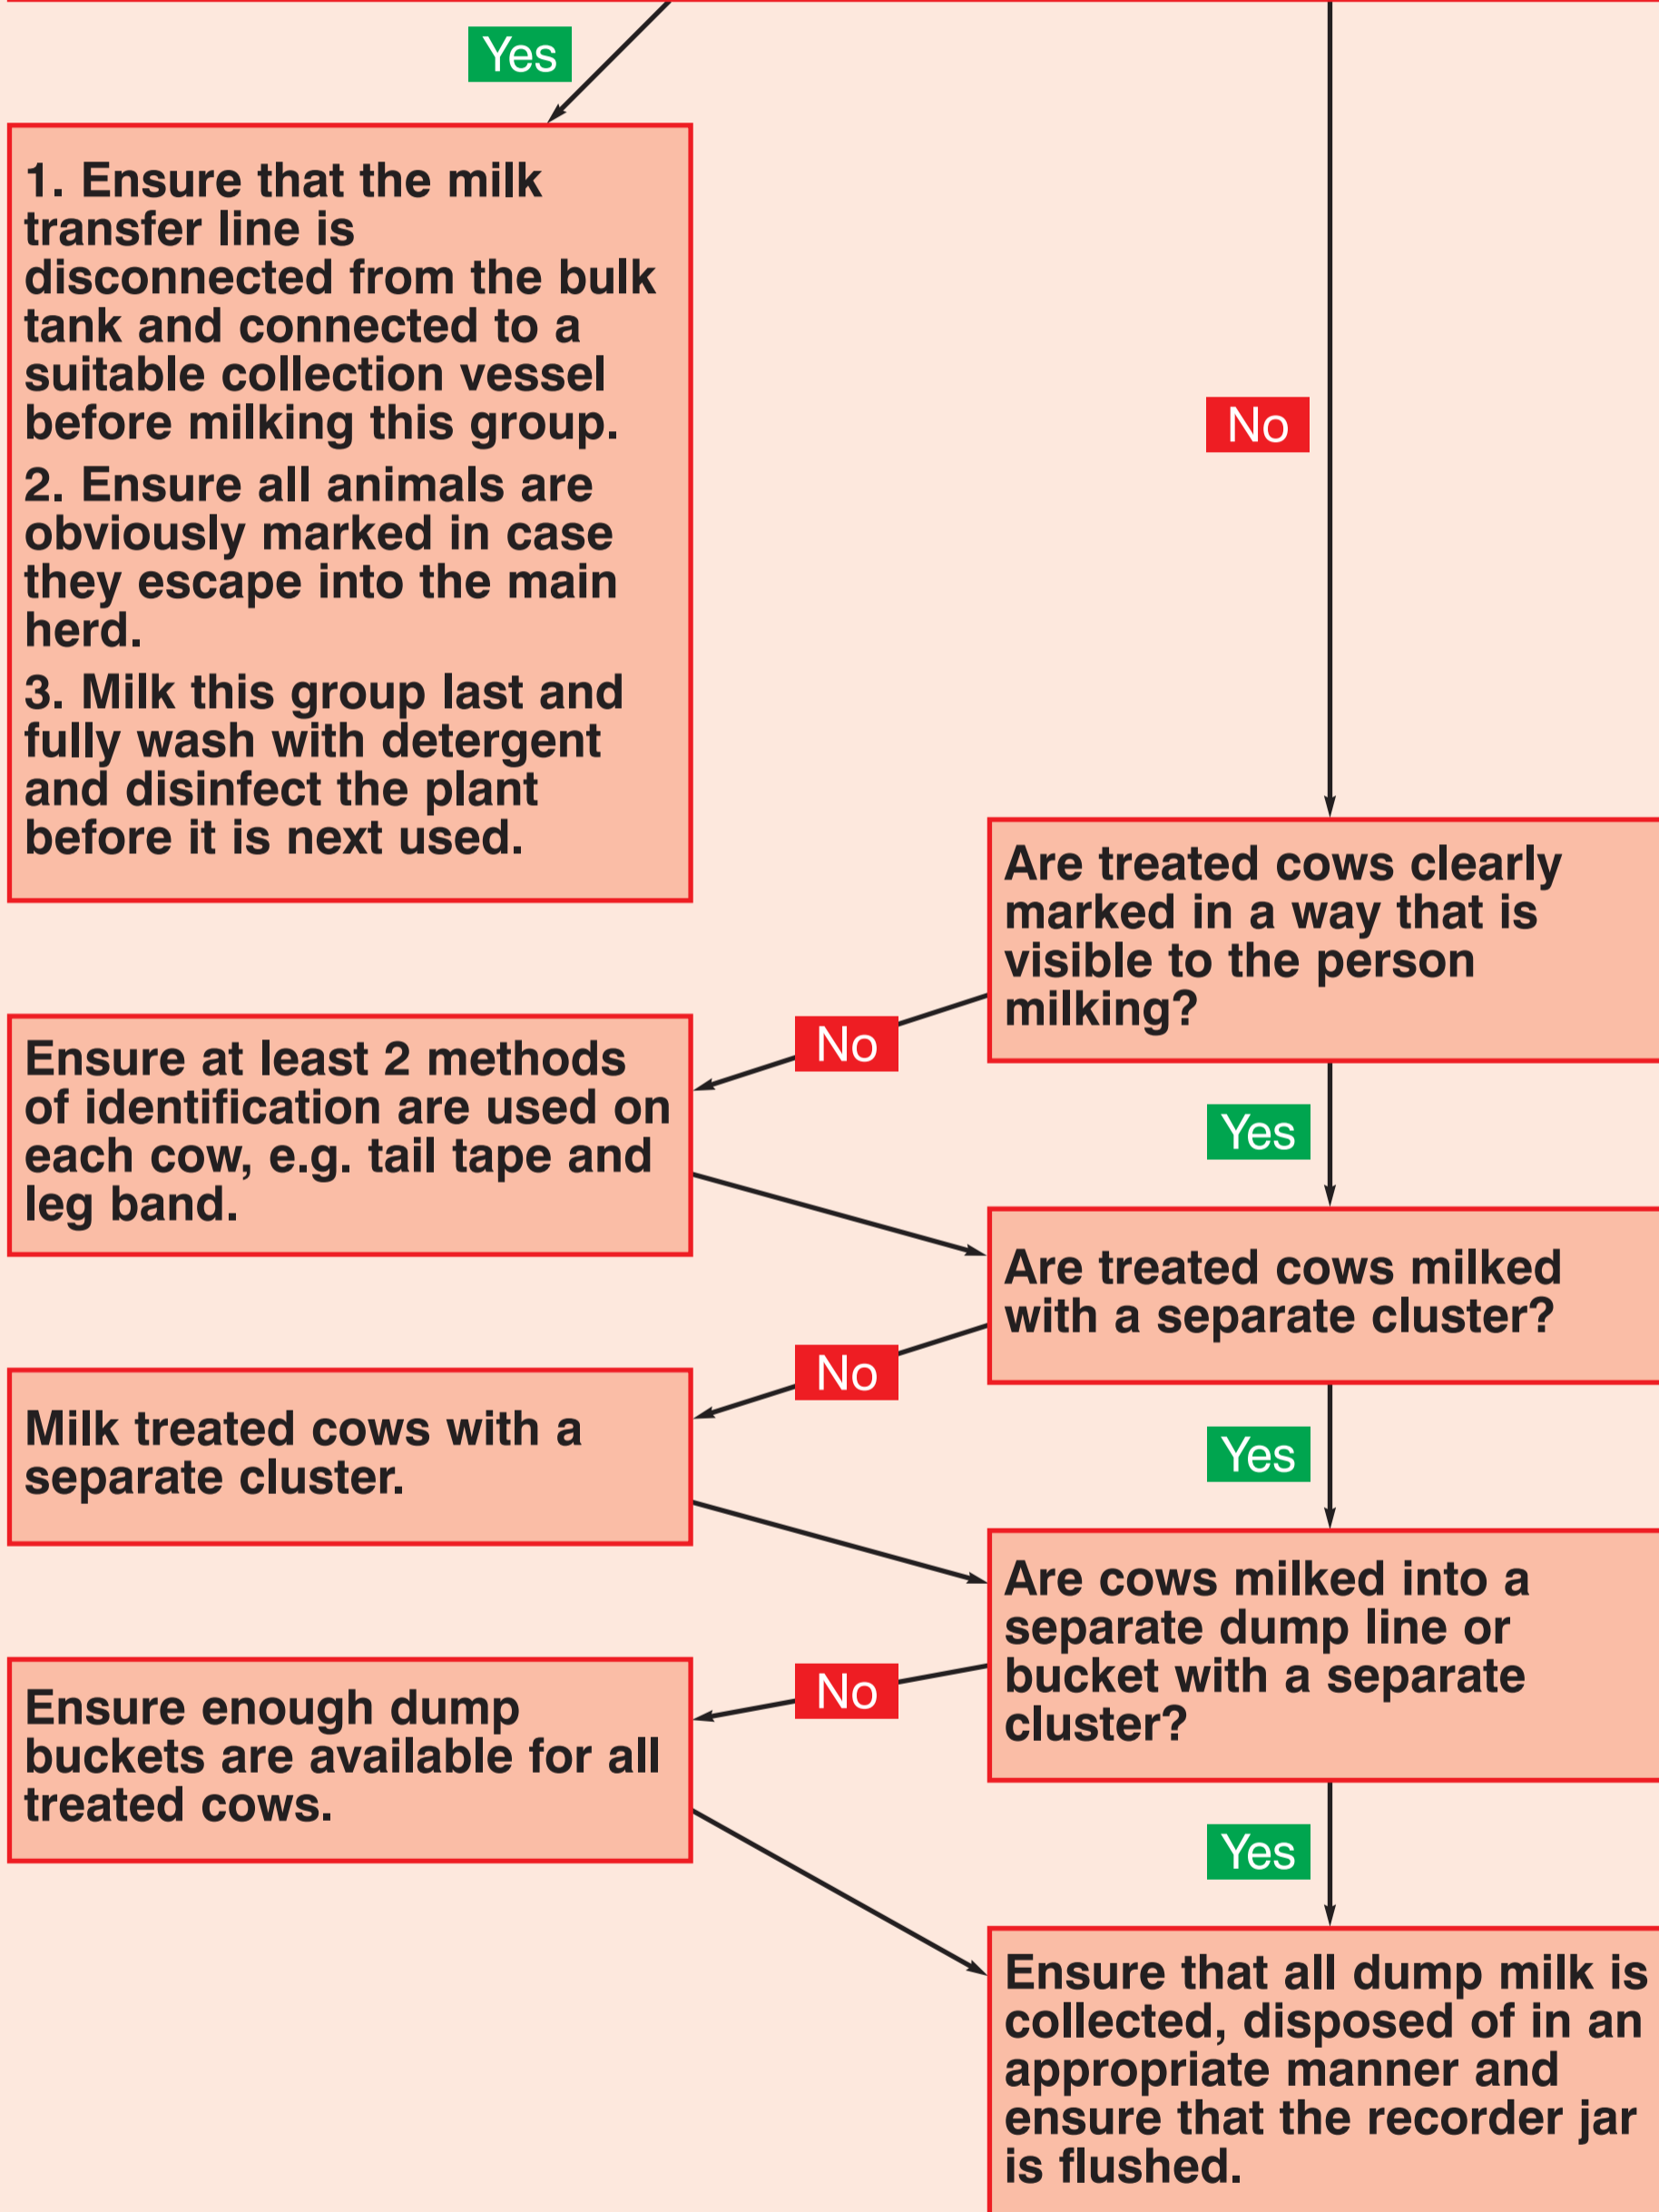 Yes
1. Ensure that the milk
transfer line is
disconnected from the bulk
tank and connected to a
suitable collection vessel
before milking this group.
2. Ensure all animals are
obviously marked in case
they escape into the main
herd.
3. Milk this group last and
fully wash with detergent
and disinfect the plant
before it is next used.
No
Are treated cows clearly
marked in a way that is
visible to the person
milking?
No
Ensure at least 2 methods
of identification are used on
each cow, e.g. tail tape and
leg band.
Yes
Are treated cows milked
with a separate cluster?
No
Milk treated cows with a
separate cluster.
Yes
Are cows milked into a
separate dump line or
bucket with a separate
cluster?
No
Ensure enough dump
buckets are available for all
treated cows.
Yes
Ensure that all dump milk is
collected, disposed of in an
appropriate manner and
ensure that the recorder jar
is flushed.